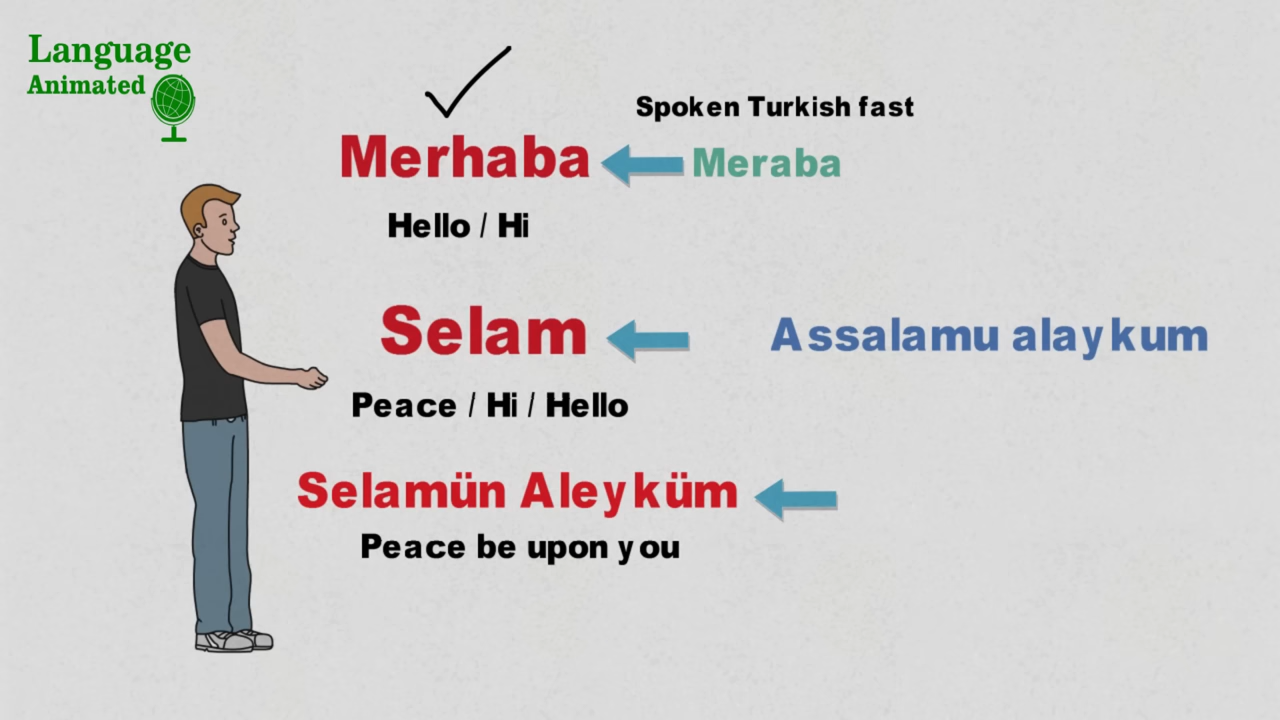 Language
Animated
Spoken Turkish fast
Merhaba
Meraba
Hello / Hi
Selam
Assalamu alaykum
Peace / Hi / Hello
Selamün Aleyküm
Peace be upon you